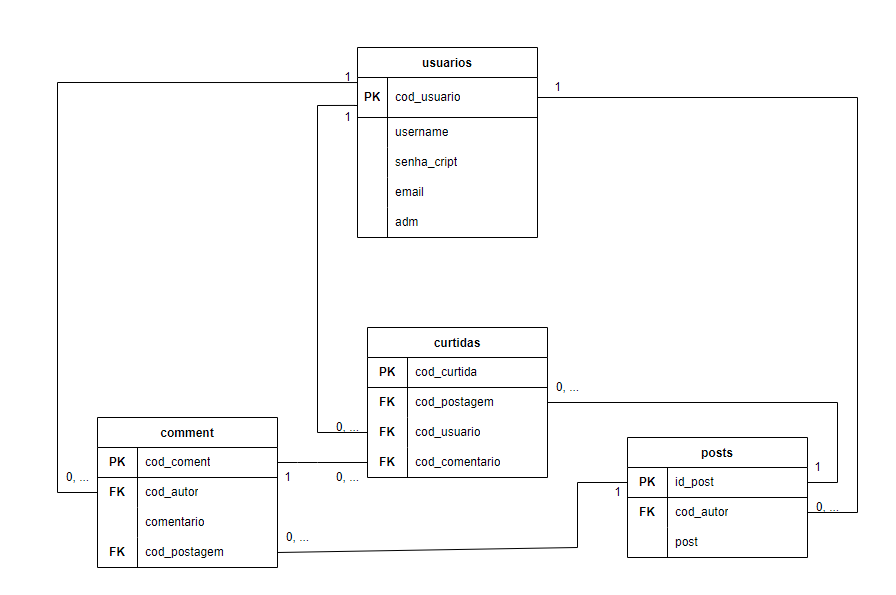 usuarios
1
PK cod_usuario
1
1
username
senha_cript
email
adm
curtidas
PK cod_curtida
0, ...
FK cod_postagem
0, ...
FK cod_usuario
FK cod_comentario
0, ...
comment
PK cod_coment
0, ...
1
FK cod_autor
comentario
0, ...
FK cod_postagem
posts
1
PK id_post
1
0, ...
FK cod_autor
post